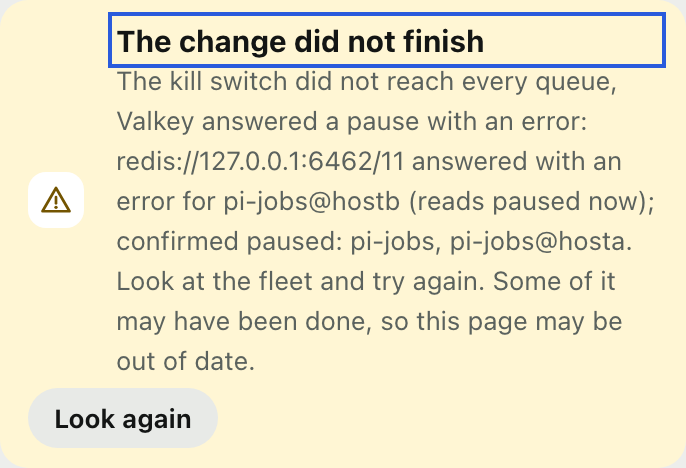 The change did not finish
The kill switch did not reach every queue,
Valkey answered a pause with an error:
redis://127.0.0.1:6462/11 answered with an
error for pi-jobs@hostb (reads paused now);
confirmed paused: pi-jobs, pi-jobs@hosta.
Look at the fleet and try again. Some of it
may have been done, so this page may be
out of date.
Look again